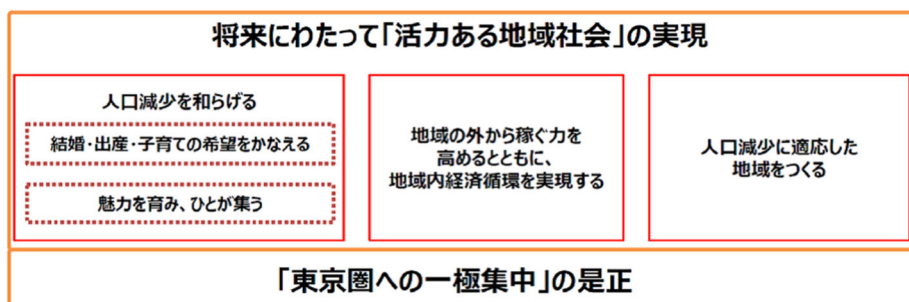 将来にわたって「活力ある地域社会」の実現
人口減少を和らげる
結婚・出産・子育ての希望をかなえる
魅力を育み、ひとが集う
地域の外から稼ぐ力を
高めるとともに、
地域内経済循環を実現する
人口減少に適応した
地域をつくる
「東京圏への一極集中」の是正